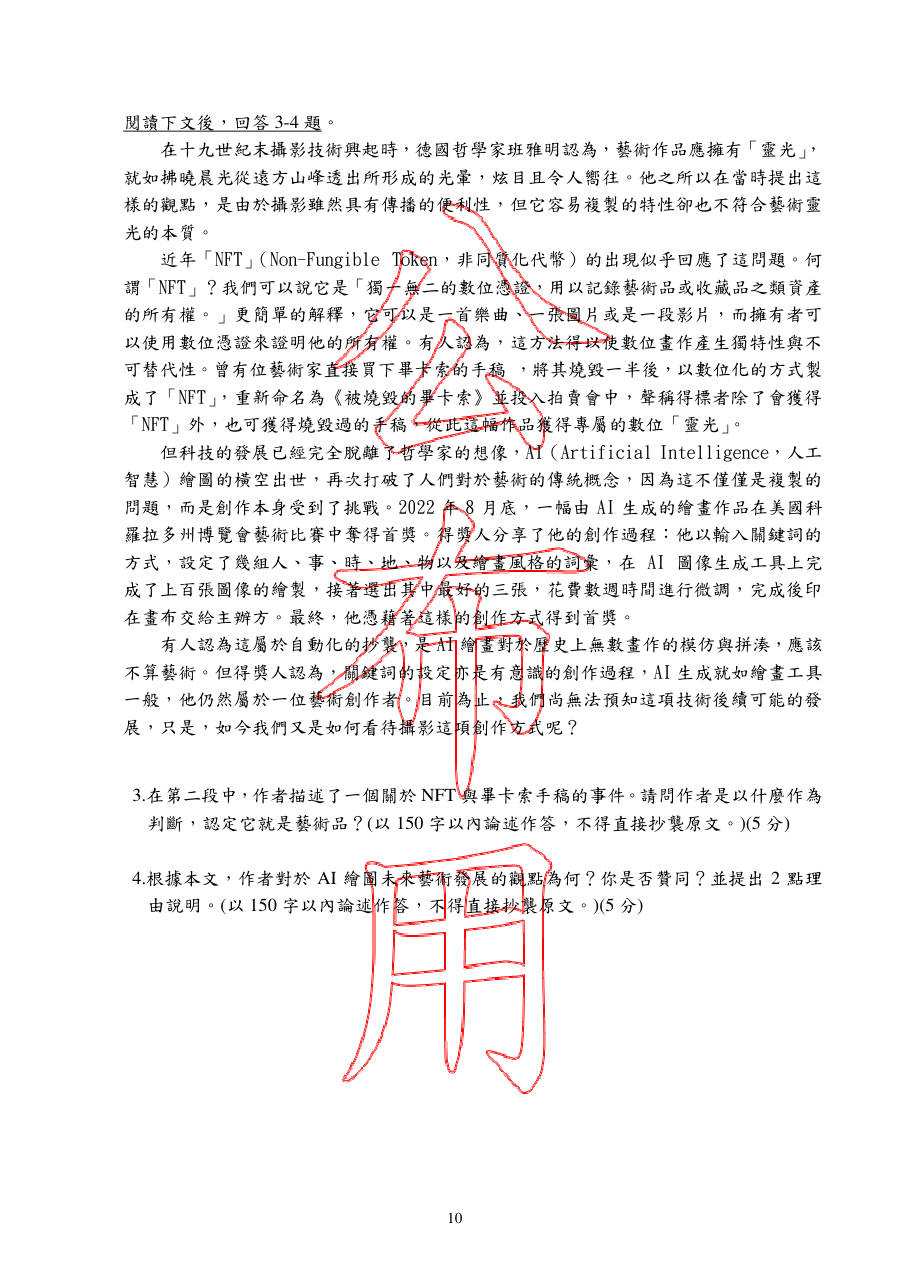 閱讀下文後，回答 3-4 題。
在十九世紀末攝影技術興起時，德國哲學家班雅明認為，藝術作品應擁有「靈光」，
就如拂曉晨光從遠方山峰透出所形成的光暈，炫目且令人嚮往。他之所以在當時提出這
樣的觀點，是由於攝影雖然具有傳播的便利性，但它容易複製的特性卻也不符合藝術靈
光的本質。
近年「NFT」（Non-Fungible Token，非同質化代幣）的出現似乎回應了這問題。何
謂「NFT」？我們可以說它是「獨一無二的數位憑證，用以記錄藝術品或收藏品之類資產
的所有權。」更簡單的解釋，它可以是一首樂曲、一張圖片或是一段影片，而擁有者可
以使用數位憑證來證明他的所有權。有人認為，這方法得以使數位畫作產生獨特性與不
可替代性。曾有位藝術家直接買下畢卡索的手稿 ，將其燒毀一半後，以數位化的方式製
成了「NFT」，重新命名為《被燒毀的畢卡索》並投入拍賣會中，聲稱得標者除了會獲得
「NFT」外，也可獲得燒毀過的手稿，從此這幅作品獲得專屬的數位「靈光」。
但科技的發展已經完全脫離了哲學家的想像，AI（Artificial Intelligence，人工
智慧）繪圖的橫空出世，再次打破了人們對於藝術的傳統概念，因為這不僅僅是複製的
問題，而是創作本身受到了挑戰。2022 年 8 月底，一幅由 AI 生成的繪畫作品在美國科
羅拉多州博覽會藝術比賽中奪得首獎。得獎人分享了他的創作過程：他以輸入關鍵詞的
方式，設定了幾組人、事、時、地、物以及繪畫風格的詞彙，在 AI 圖像生成工具上完
成了上百張圖像的繪製，接著選出其中最好的三張，花費數週時間進行微調，完成後印
在畫布交給主辦方。最終，他憑藉著這樣的創作方式得到首獎。
有人認為這屬於自動化的抄襲，是 AI 繪畫對於歷史上無數畫作的模仿與拼湊，應該
不算藝術。但得獎人認為，關鍵詞的設定亦是有意識的創作過程，AI 生成就如繪畫工具
一般，他仍然屬於一位藝術創作者。目前為止，我們尚無法預知這項技術後續可能的發
展，只是，如今我們又是如何看待攝影這項創作方式呢？
3.在第二段中，作者描述了一個關於 NFT 與畢卡索手稿的事件。請問作者是以什麼作為
判斷，認定它就是藝術品？(以 150 字以內論述作答，不得直接抄襲原文。)(5 分)
4.根據本文，作者對於 AI 繪圖未來藝術發展的觀點為何？你是否贊同？並提出 2 點理
由說明。(以 150 字以內論述作答，不得直接抄襲原文。)(5 分)
公布用
10